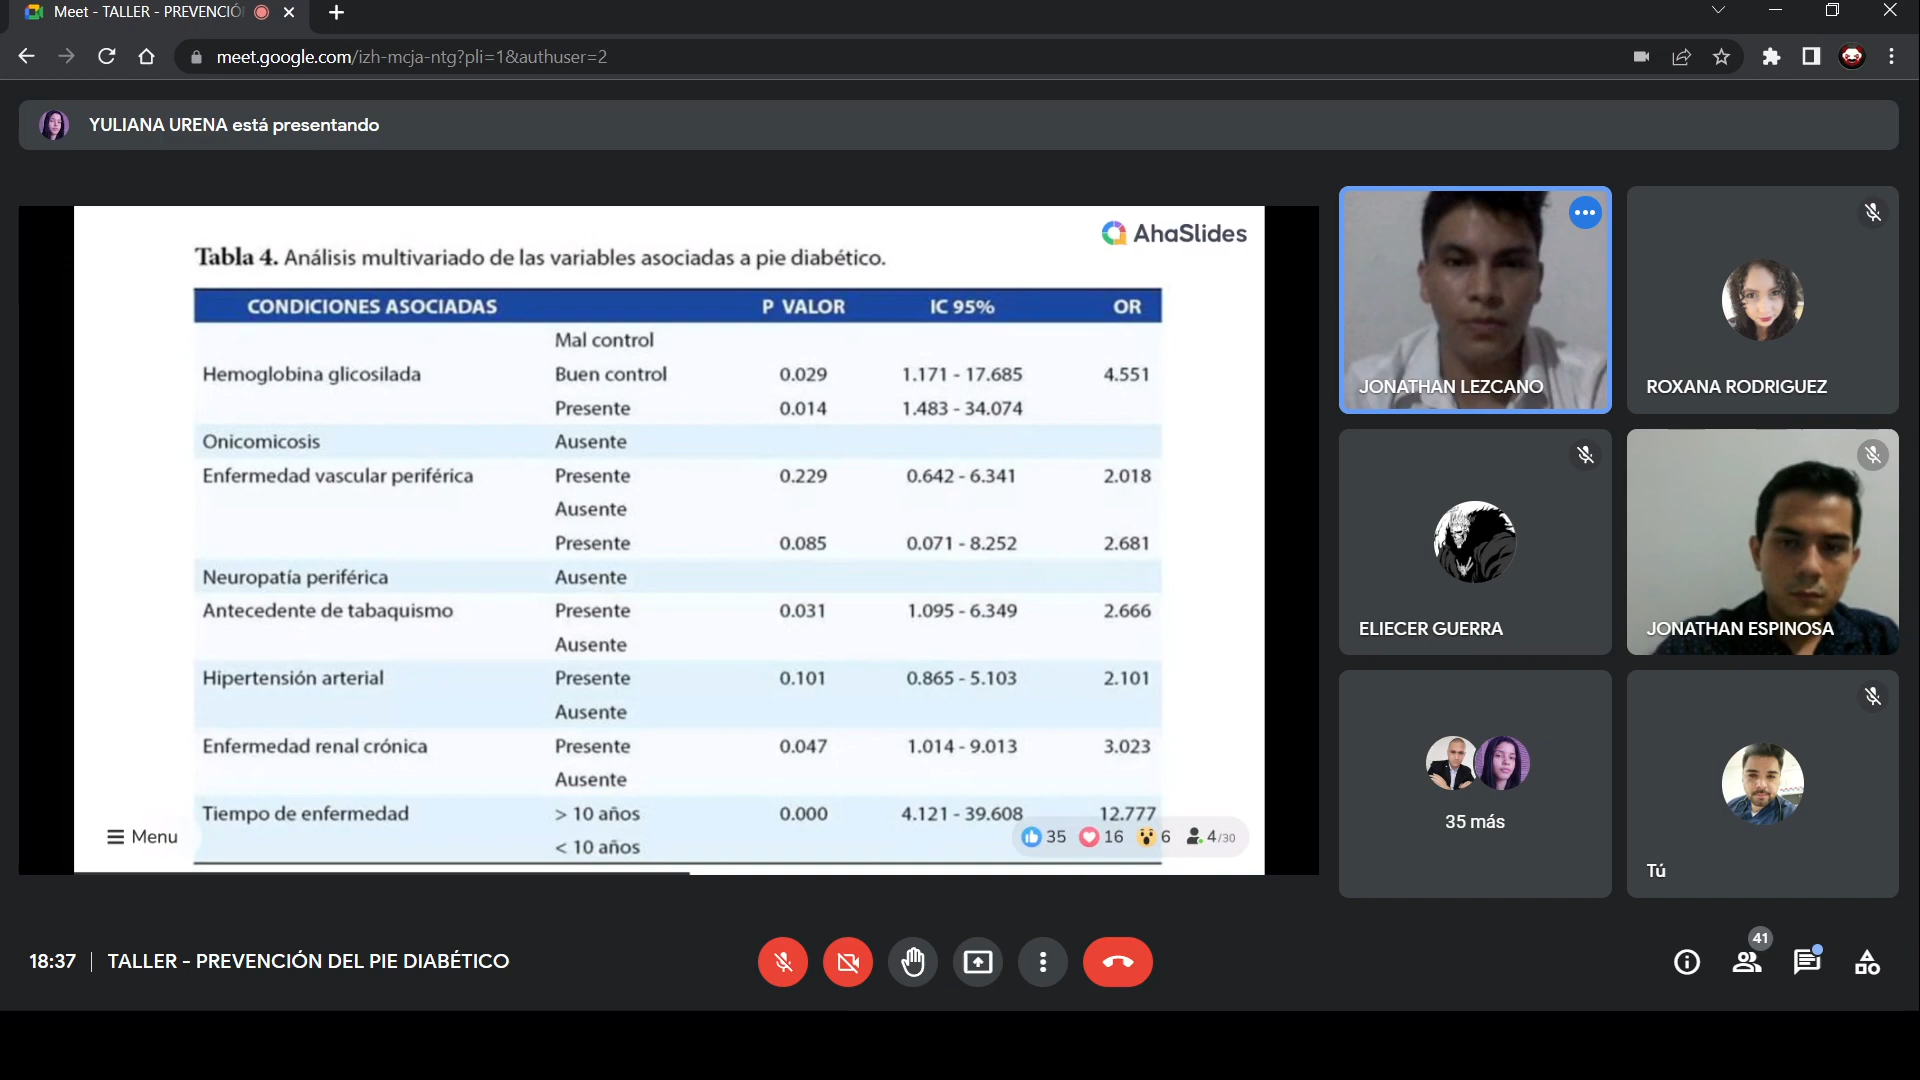 Meet - TALLER - PREVENCIÓN
meet.google.com/izh-mcja-ntg?pli=1&authuser=2
YULIANA URENA está presentando
AhaSlides
Tabla 4. Análisis multivariado de las variables asociadas a pie diabético.
CONDICIONES ASOCIADAS P VALOR IC 95% OR
Mal control
Hemoglobina glicosilada Buen control 0.029 1.171 - 17.685 4.551
Presente 0.014 1.483 - 34.074
Onicomicosis Ausente
Enfermedad vascular periférica Presente 0.229 0.642 - 6.341 2.018
Ausente
Presente 0.085 0.071 - 8.252 2.681
Neuropatía periférica Ausente
Antecedente de tabaquismo Presente 0.031 1.095 - 6.349 2.666
Ausente
Hipertensión arterial Presente 0.101 0.865 - 5.103 2.101
Ausente
Enfermedad renal crónica Presente 0.047 1.014 - 9.013 3.023
Ausente
Tiempo de enfermedad > 10 años 0.000 4.121 - 39.608 12.777
< 10 años
Menu
35 16 6 4/30
JONATHAN LEZCANO
ROXANA RODRIGUEZ
ELIECER GUERRA
JONATHAN ESPINOSA
35 más
Tú
18:37 TALLER - PREVENCIÓN DEL PIE DIABÉTICO
41